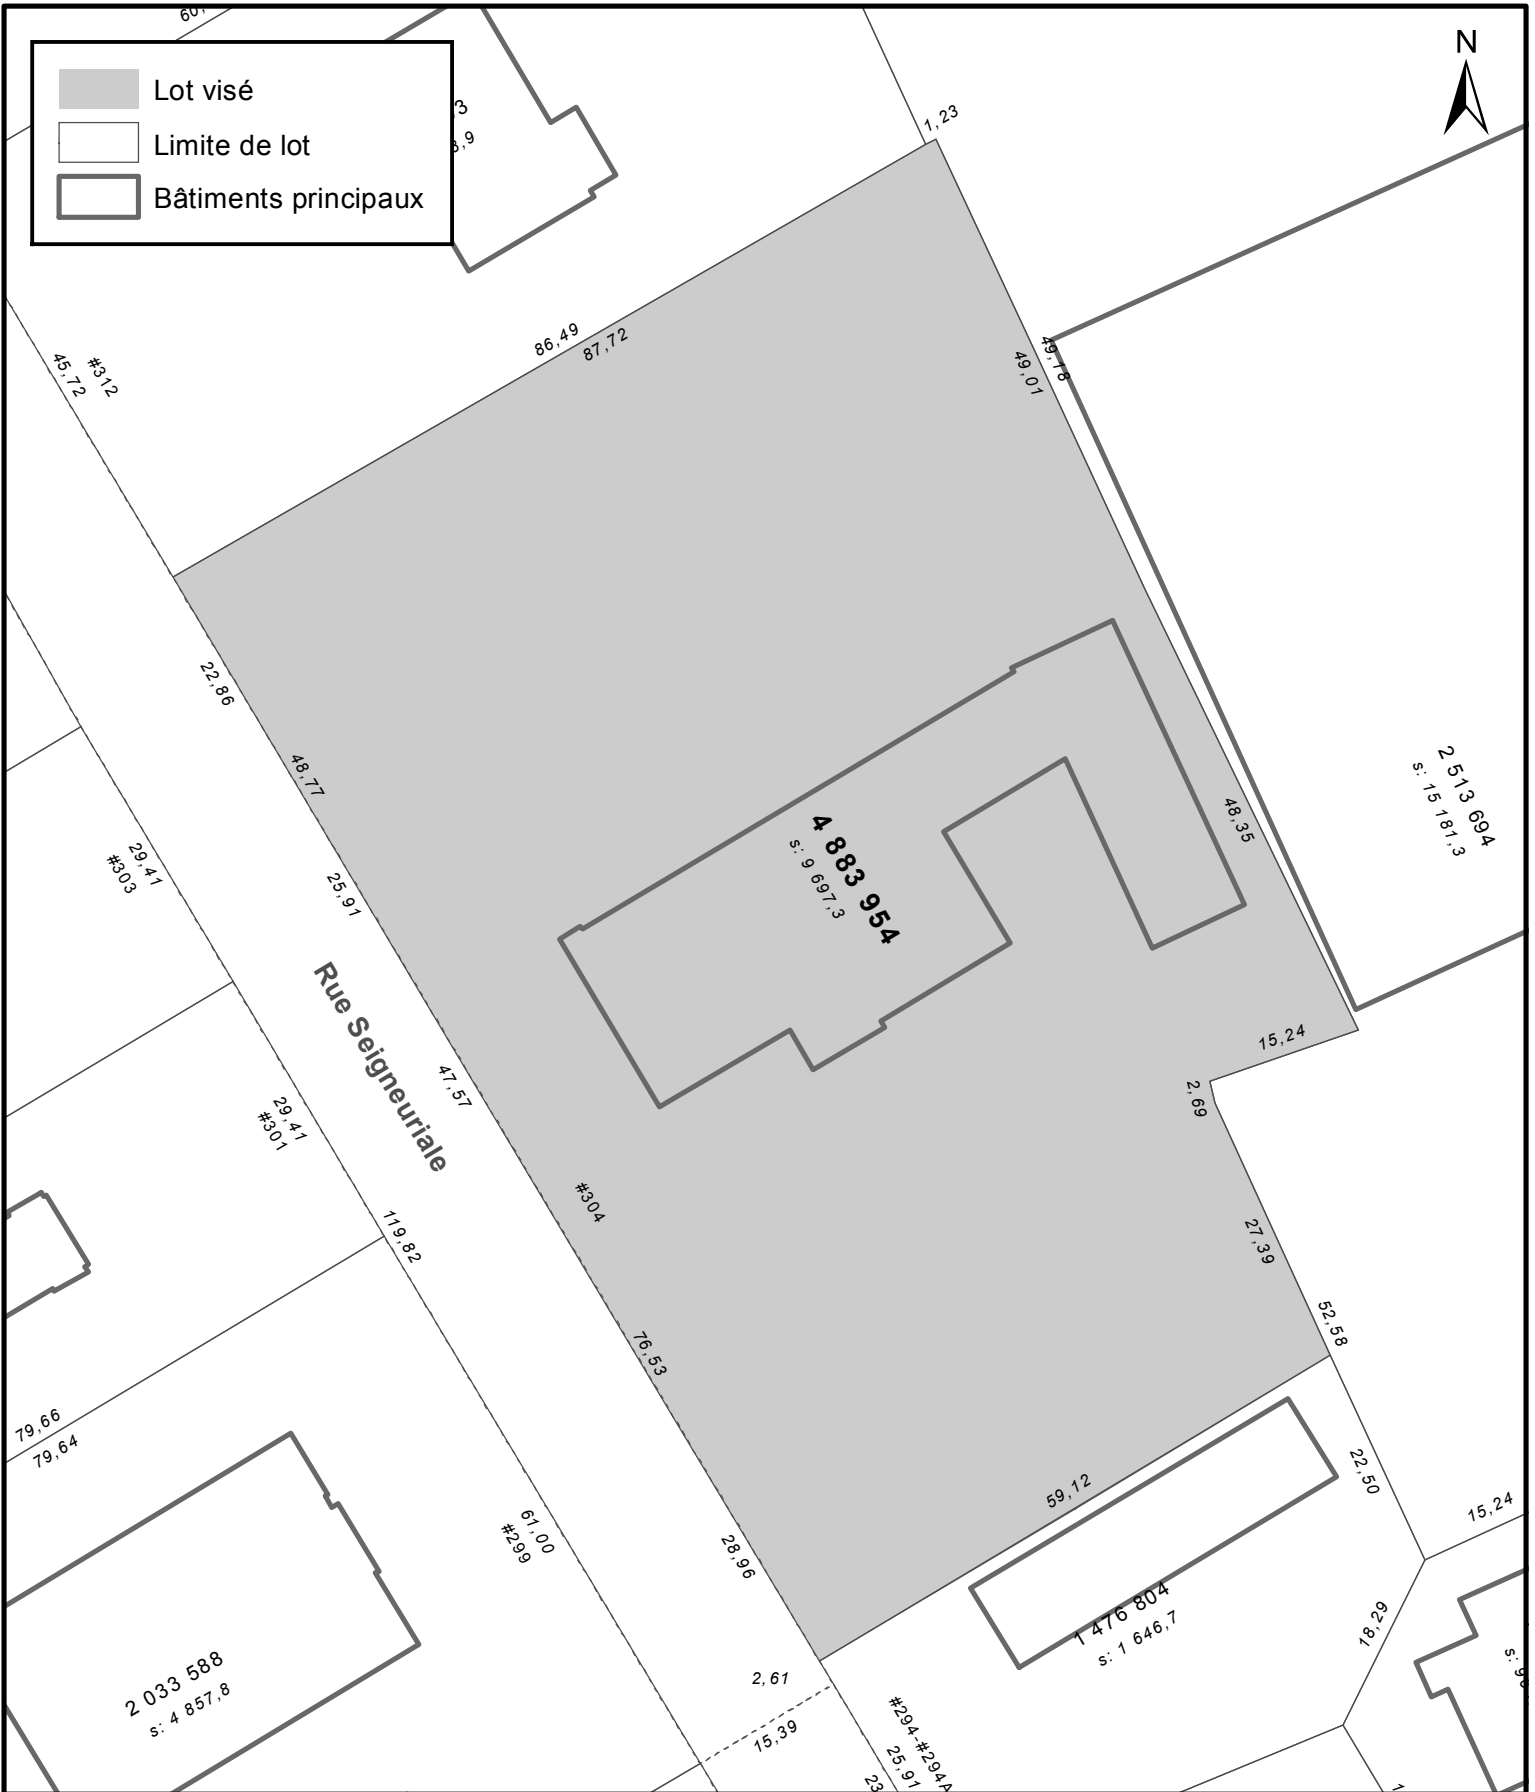 60,
N
Lot visé
Limite de lot
Bâtiments principaux
3
3,9
1,23
86,49
87,72
45,72
#312
49,18
49,01
22,86
48,77
29,41
#303
25,91
4 883 954
s: 9 697,3
48,35
2 513 694
s: 15 181,3
Rue Seigneuriale
47,57
15,24
2,69
29,41
#301
#304
119,82
27,39
52,58
76,53
79,66
79,64
59,12
22,50
15,24
61,00
#299
28,96
1 476 804
s: 1 646,7
18,29
2 033 588
s: 4 857,8
2,61
15,39
#294-#294A
25,91
23